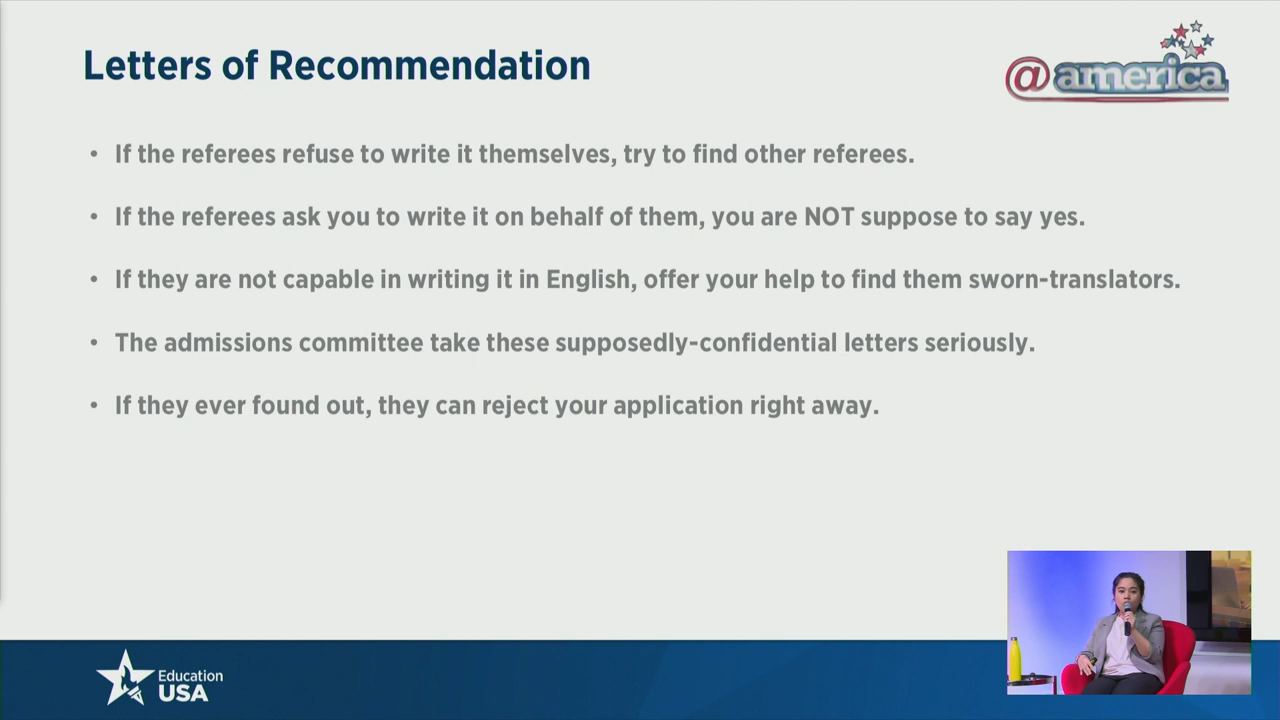 Letters of Recommendation
@america
• If the referees refuse to write it themselves, try to find other referees.
• If the referees ask you to write it on behalf of them, you are NOT suppose to say yes.
• If they are not capable in writing it in English, offer your help to find them sworn-translators.
• The admissions committee take these supposedly-confidential letters seriously.
• If they ever found out, they can reject your application right away.
Education
USA